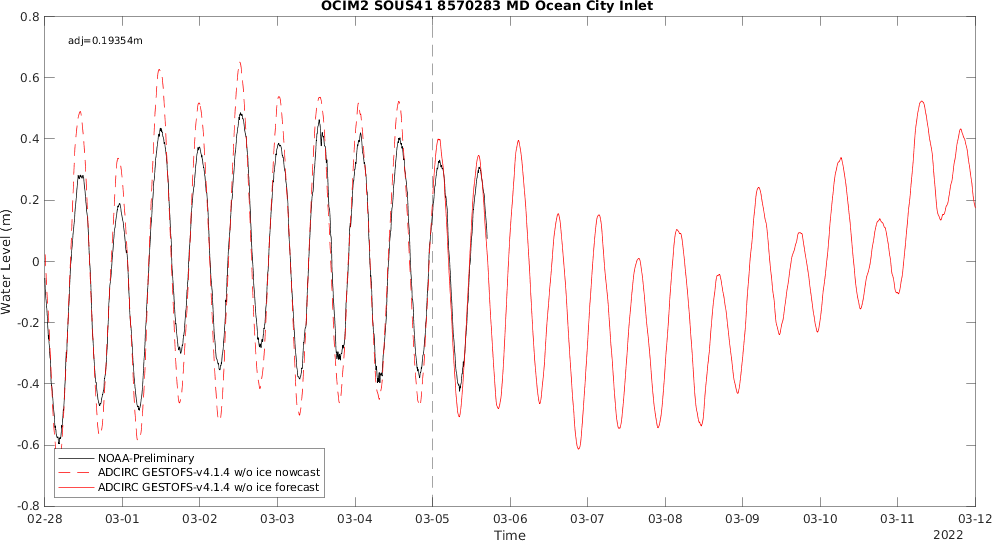 OCIM2 SOUS41 8570283 MD Ocean City Inlet
adj=0.19354m
0.8
0.6
0.4
0.2
0
-0.2
-0.4
-0.6
-0.8
Water Level (m)
NOAA-Preliminary
ADCIRC GESTOFS-v4.1.4 w/o ice nowcast
ADCIRC GESTOFS-v4.1.4 w/o ice forecast
02-28 03-01 03-02 03-03 03-04 03-05 03-06 03-07 03-08 03-09 03-10 03-11 03-12
Time
2022